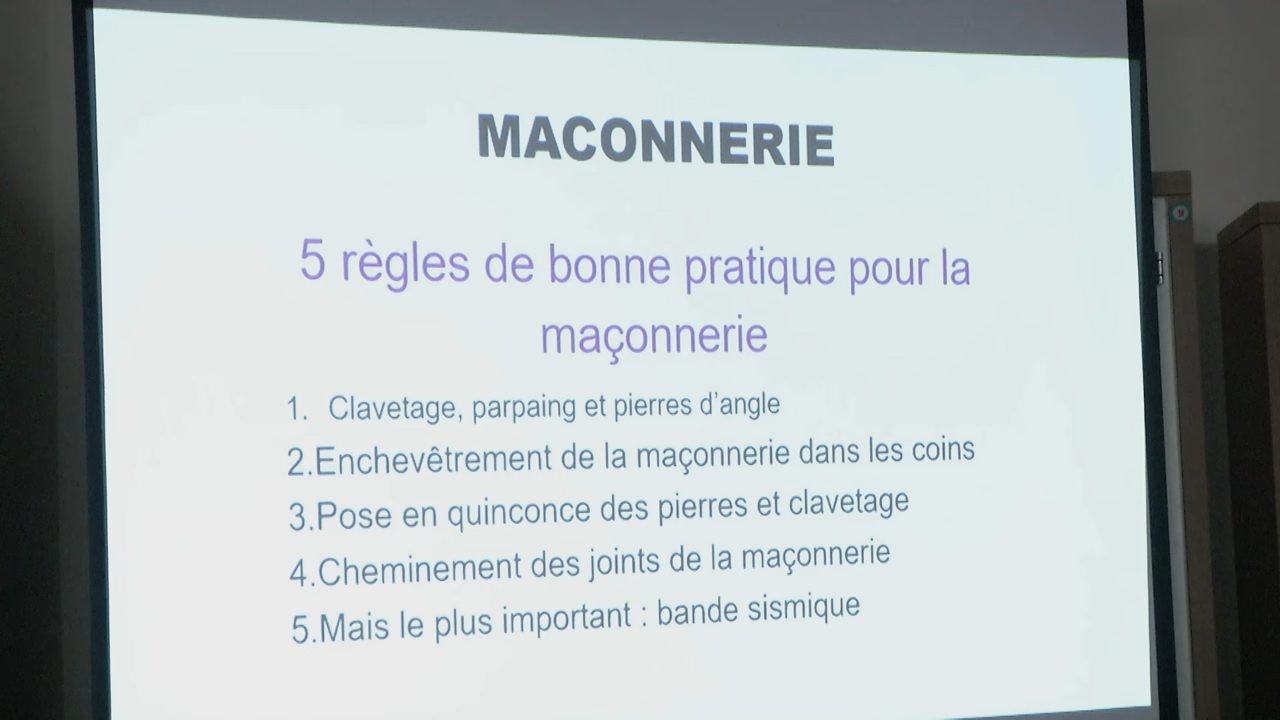 MACONNERIE
5 règles de bonne pratique pour la
maçonnerie
1. Clavetage, parpaing et pierres d'angle
2.Enchevêtrement de la maçonnerie dans les coins
3.Pose en quinconce des pierres et clavetage
4.Cheminement des joints de la maçonnerie
5.Mais le plus important : bande sismique